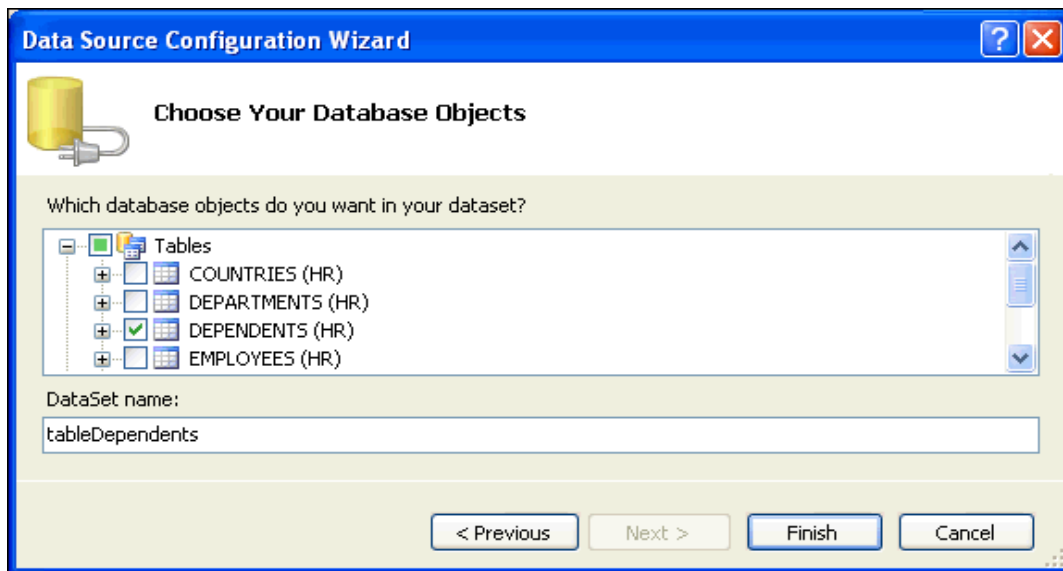 Data Source Configuration Wizard
?
Choose Your Database Objects
Which database objects do you want in your dataset?
Tables
COUNTRIES (HR)
DEPARTMENTS (HR)
DEPENDENTS (HR)
EMPLOYEES (HR)
DataSet name:
tableDependents
< Previous
Next >
Finish
Cancel